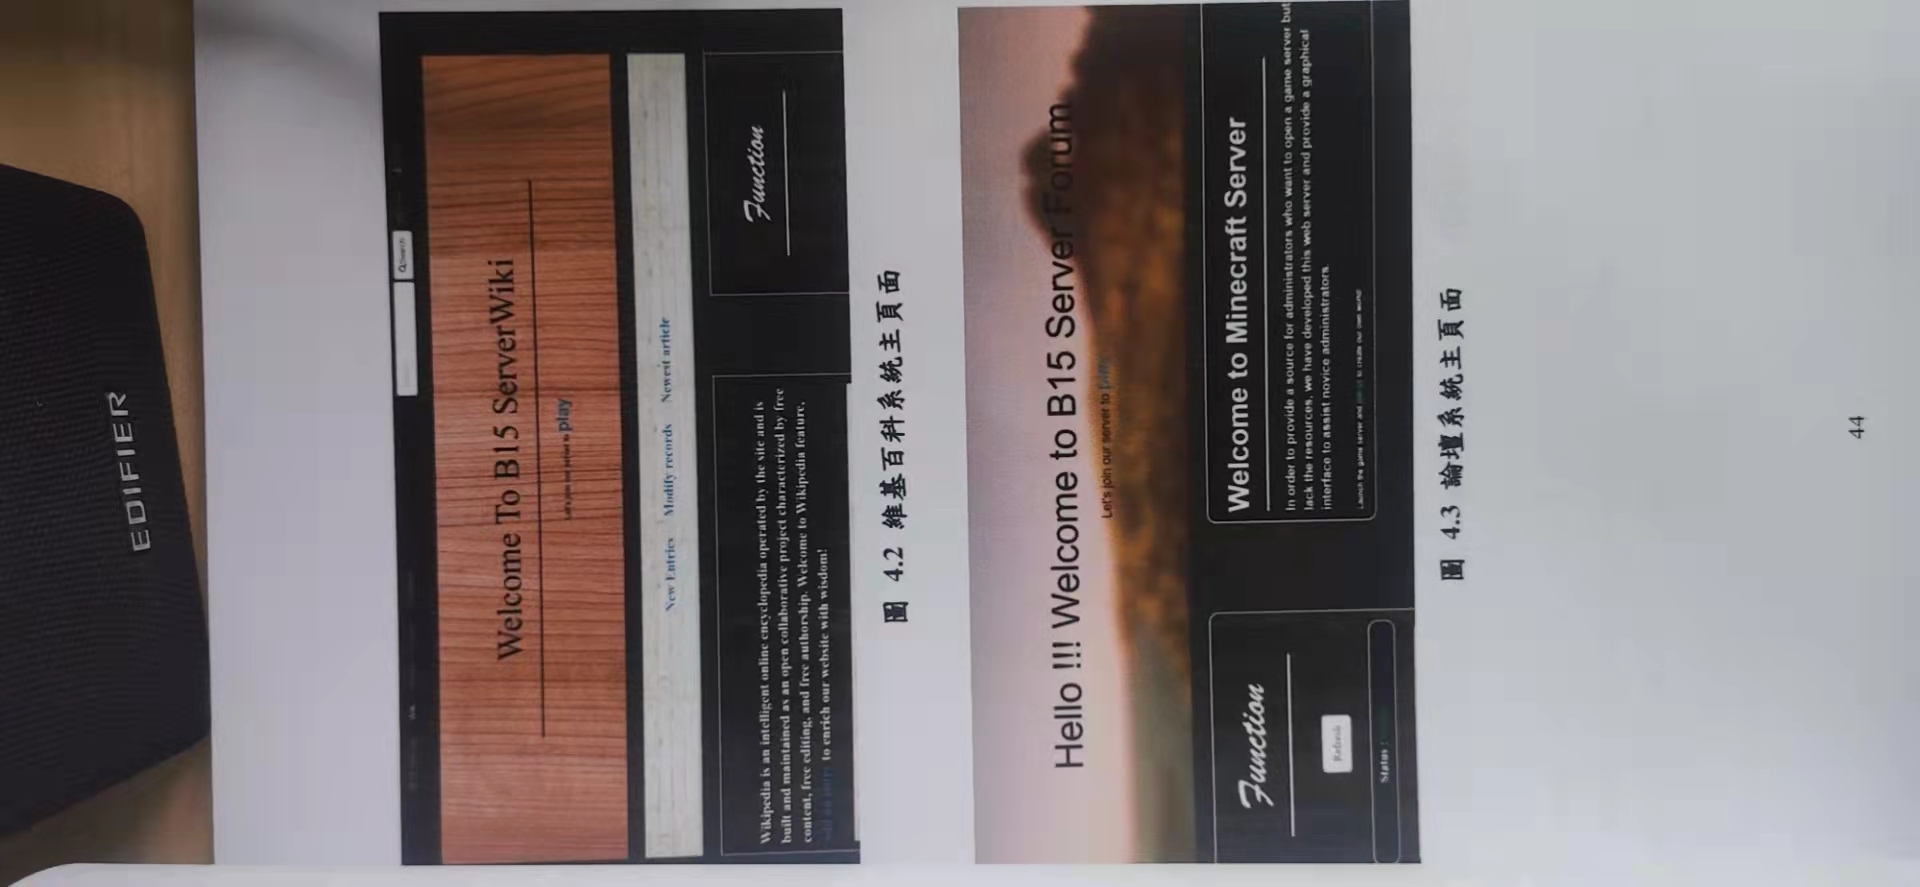 EDIFIER
Search
Welcome To B15 ServerWiki
Let's join our server to play
New Entries Modify records Newest article
Wikipedia is an intelligent online encyclopedia operated by the site and is
built and maintained as an open collaborative project characterized by free
content, free editing, and free authorship. Welcome to Wikipedia feature,
to enrich our website with wisdom!
Function
圖 4.2 維基百科系統主頁面
Hello !!! Welcome to B15 Server Forum
Let's join our server to play
Function
Refresh
Status :
Welcome to Minecraft Server
In order to provide a source for administrators who want to open a game server but
lack the resources, we have developed this web server and provide a graphical
interface to assist novice administrators.
Launch the game server and to create our own world!
圖 4.3 論壇系統主頁面
44